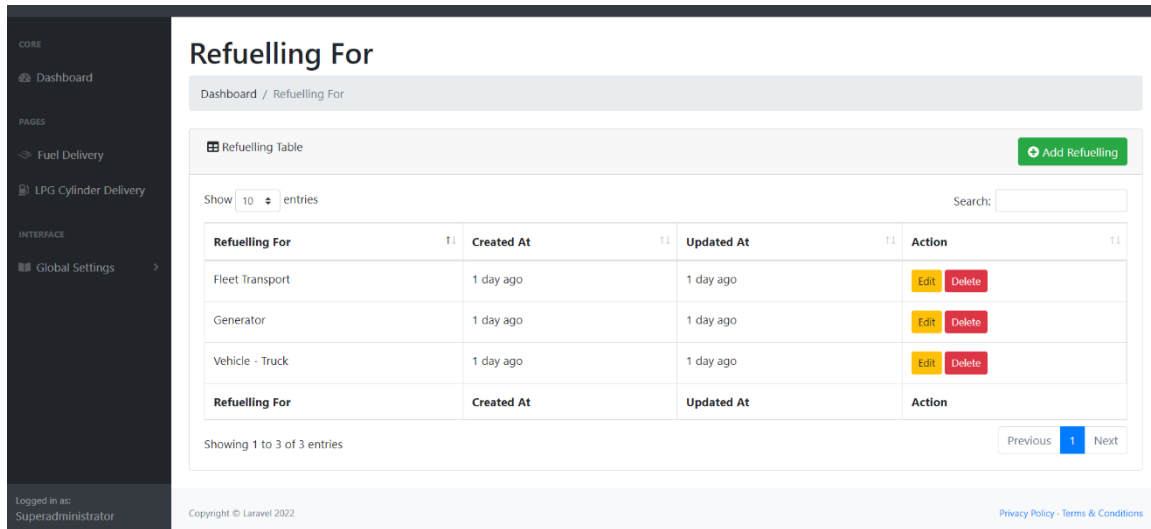 CORE
Dashboard
PAGES
Fuel Delivery
LPG Cylinder Delivery
INTERFACE
Global Settings
Logged in as:
Superadministrator
Refuelling For
Dashboard / Refuelling For
Refuelling Table
Add Refuelling
Show 10 entries
Search:
Refuelling For Created At Updated At Action
Fleet Transport 1 day ago 1 day ago Edit Delete
Generator 1 day ago 1 day ago Edit Delete
Vehicle - Truck 1 day ago 1 day ago Edit Delete
Refuelling For Created At Updated At Action
Showing 1 to 3 of 3 entries
Previous 1 Next
Copyright © Laravel 2022
Privacy Policy · Terms & Conditions